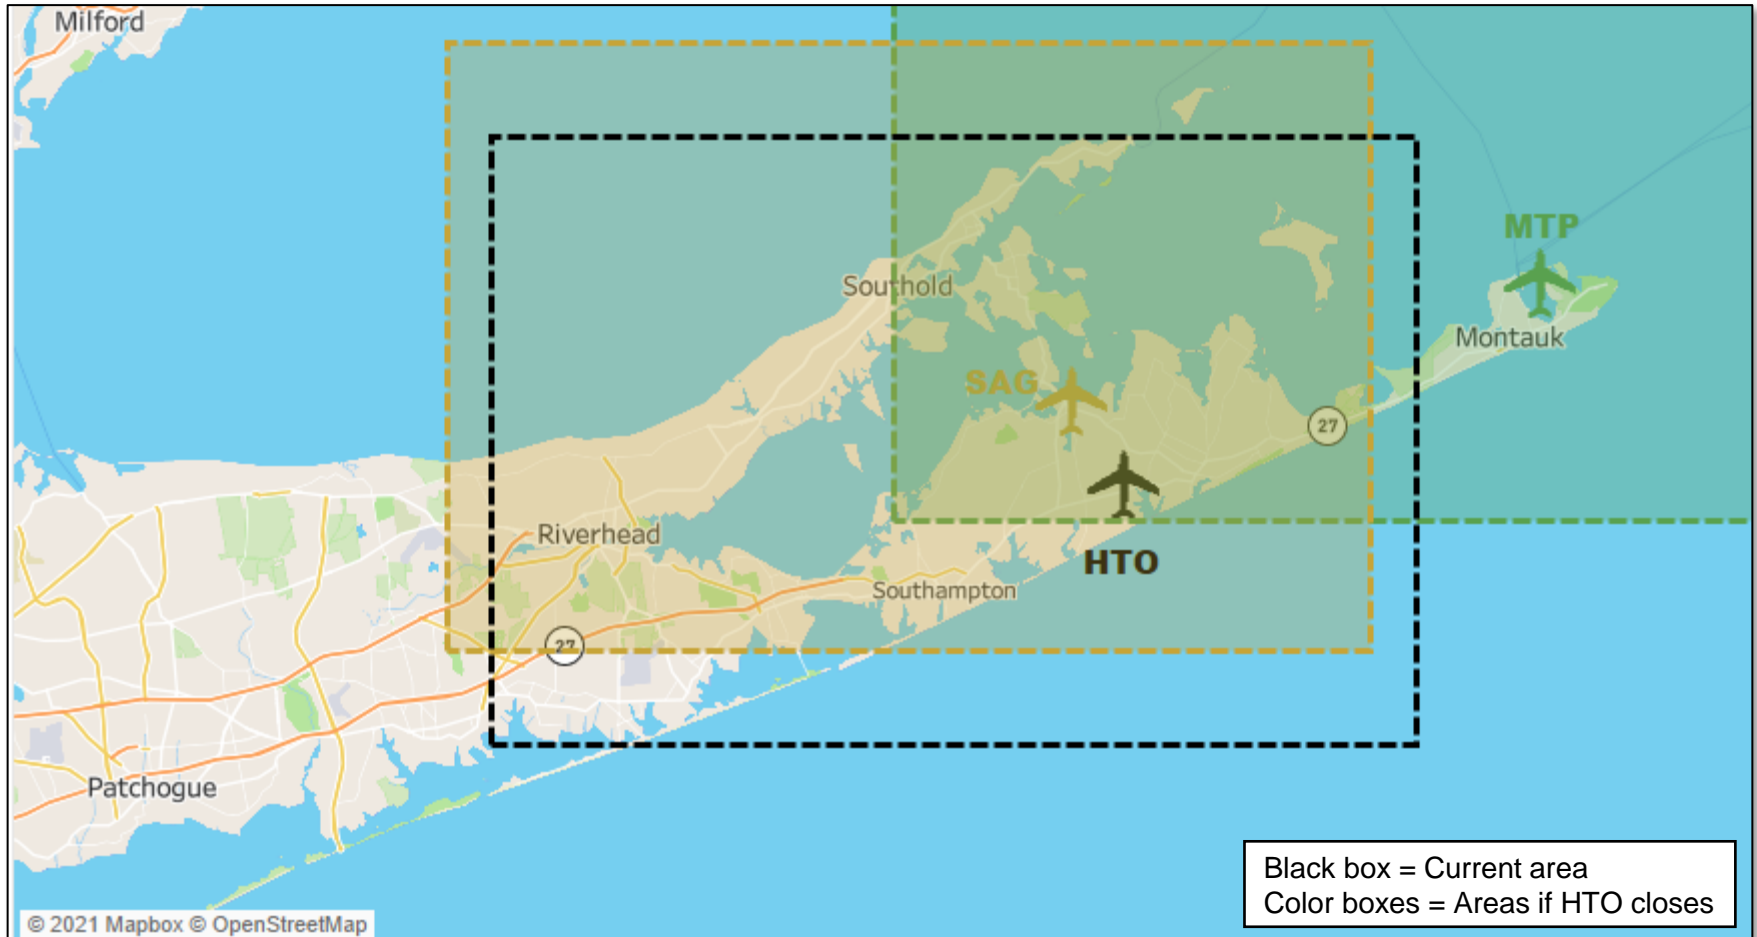 Milford
MTP
Southold
Montauk
SAG
27
Riverhead
HTO
Southampton
27
Patchogue
Black box = Current area
Color boxes = Areas if HTO closes
© 2021 Mapbox © OpenStreetMap